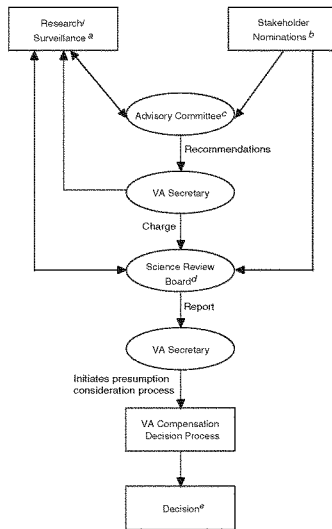 Research/
Surveillance a
Stakeholder
Nominations b
Advisory Committee c
Recommendations
VA Secretary
Charge
Science Review
Board d
Report
VA Secretary
Initiates presumption
consideration process
VA Compensation
Decision Process
Decision e